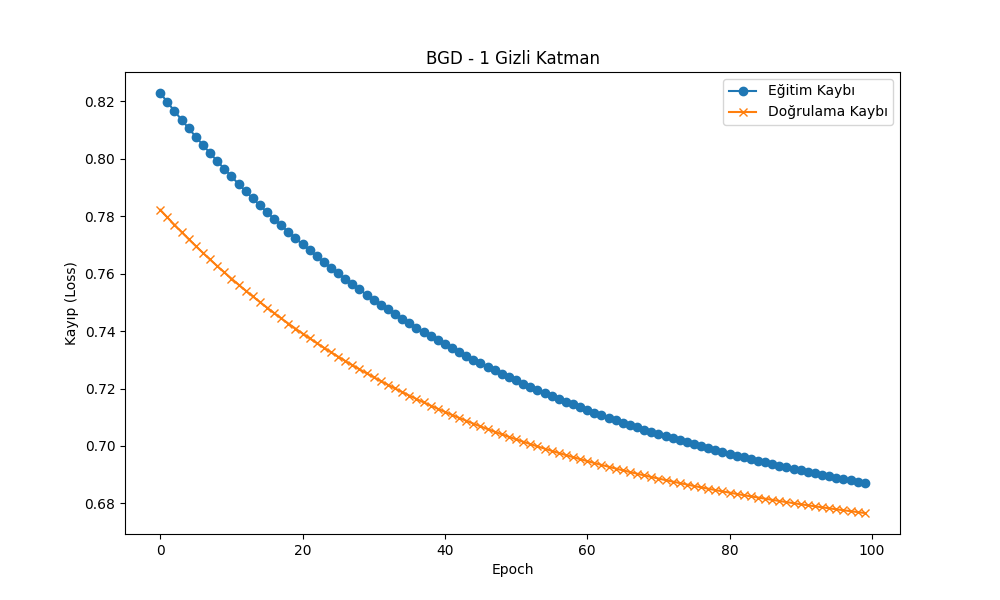 BGD - 1 Gizli Katman
Eğitim Kaybı
Doğrulama Kaybı
Kayıp (Loss)
0.82
0.80
0.78
0.76
0.74
0.72
0.70
0.68
0 20 40 60 80 100
Epoch